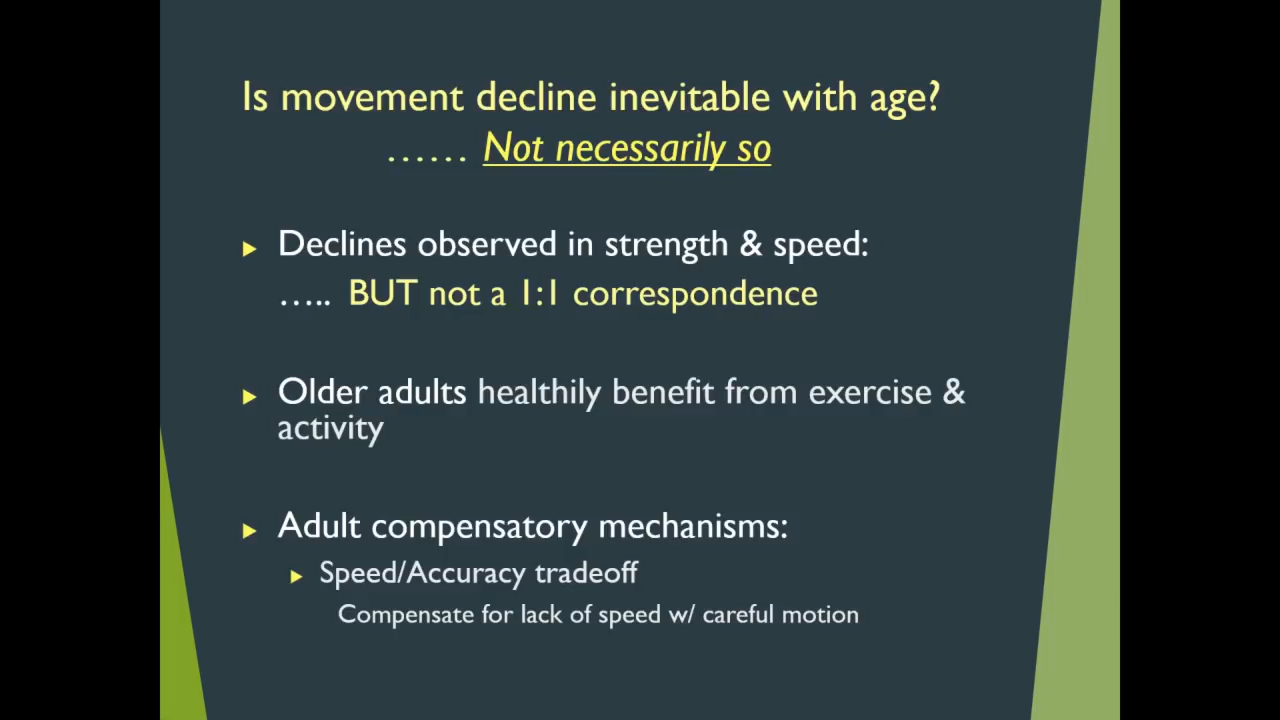 Is movement decline inevitable with age?
…… Not necessarily so
Declines observed in strength & speed:
….. BUT not a 1:1 correspondence
Older adults healthily benefit from exercise &
activity
Adult compensatory mechanisms:
Speed/Accuracy tradeoff
Compensate for lack of speed w/ careful motion